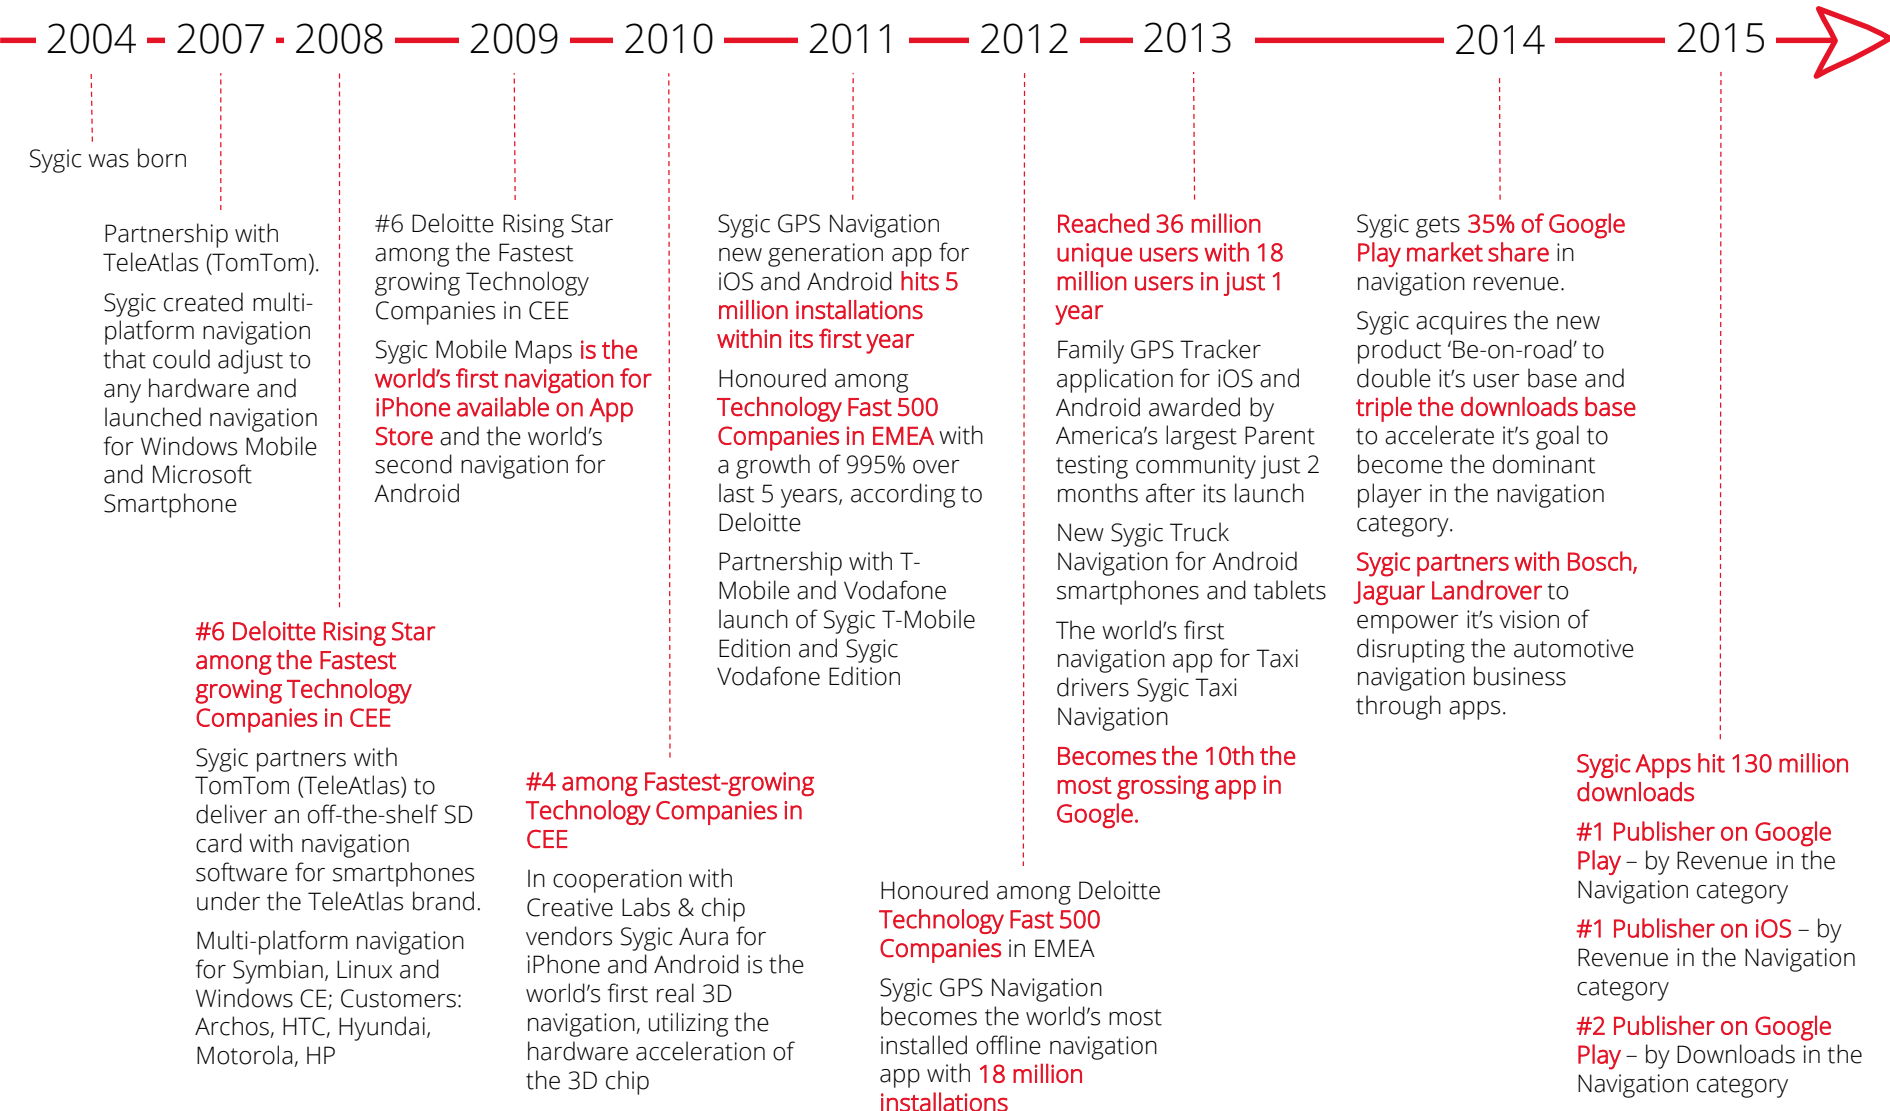 2004 2007 2008 2009 2010 2011 2012 2013 2014 2015
Sygic was born
Partnership with
TeleAtlas (TomTom).
Sygic created multi-
platform navigation
that could adjust to
any hardware and
launched navigation
for Windows Mobile
and Microsoft
Smartphone
#6 Deloitte Rising Star
among the Fastest
growing Technology
Companies in CEE
Sygic partners with
TomTom (TeleAtlas) to
deliver an off-the-shelf SD
card with navigation
software for smartphones
under the TeleAtlas brand.
Multi-platform navigation
for Symbian, Linux and
Windows CE; Customers:
Archos, HTC, Hyundai,
Motorola, HP
#6 Deloitte Rising Star
among the Fastest
growing Technology
Companies in CEE
Sygic Mobile Maps is the
world’s first navigation for
iPhone available on App
Store and the world’s
second navigation for
Android
#4 among Fastest-growing
Technology Companies in
CEE
In cooperation with
Creative Labs & chip
vendors Sygic Aura for
iPhone and Android is the
world’s first real 3D
navigation, utilizing the
hardware acceleration of
the 3D chip
Sygic GPS Navigation
new generation app for
iOS and Android hits 5
million installations
within its first year
Honoured among
Technology Fast 500
Companies in EMEA with
a growth of 995% over
last 5 years, according to
Deloitte
Partnership with T-
Mobile and Vodafone
launch of Sygic T-Mobile
Edition and Sygic
Vodafone Edition
Honoured among Deloitte
Technology Fast 500
Companies in EMEA
Sygic GPS Navigation
becomes the world’s most
installed offline navigation
app with 18 million
installations
Reached 36 million
unique users with 18
million users in just 1
year
Family GPS Tracker
application for iOS and
Android awarded by
America’s largest Parent
testing community just 2
months after its launch
New Sygic Truck
Navigation for Android
smartphones and tablets
The world’s first
navigation app for Taxi
drivers Sygic Taxi
Navigation
Becomes the 10th the
most grossing app in
Google.
Sygic gets 35% of Google
Play market share in
navigation revenue.
Sygic acquires the new
product ‘Be-on-road’ to
double it’s user base and
triple the downloads base
to accelerate it’s goal to
become the dominant
player in the navigation
category.
Sygic partners with Bosch,
Jaguar Landrover to
empower it’s vision of
disrupting the automotive
navigation business
through apps.
Sygic Apps hit 130 million
downloads
#1 Publisher on Google
Play – by Revenue in the
Navigation category
#1 Publisher on iOS – by
Revenue in the Navigation
category
#2 Publisher on Google
Play – by Downloads in the
Navigation category